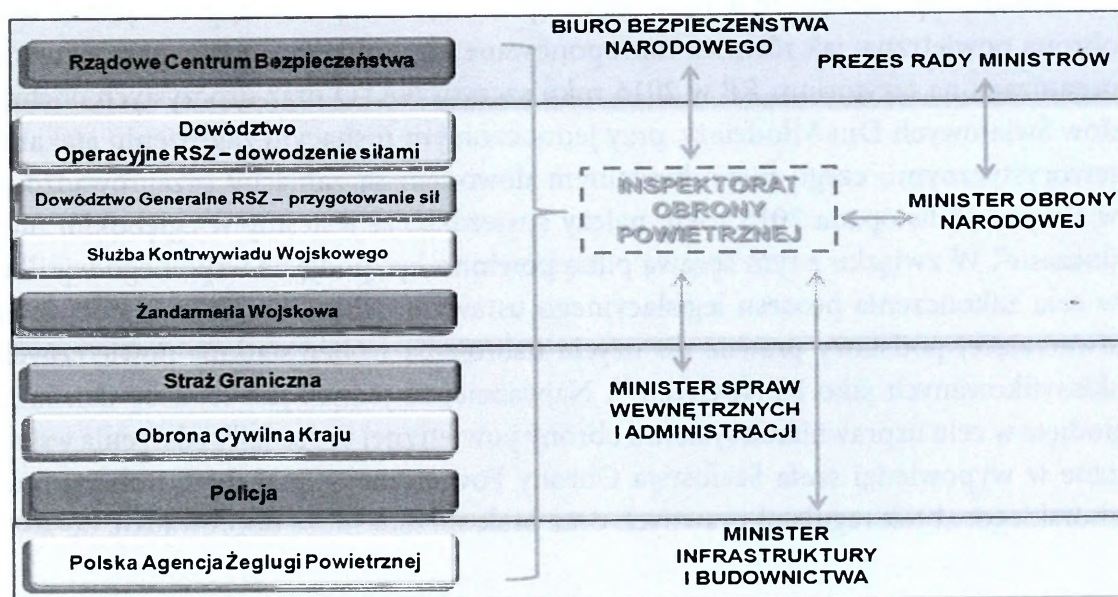 BIURO BEZPIECZEŃSTWA
NARODOWEGO
PREZES RADY MINISTRÓW
Rządowe Centrum Bezpieczeństwa
Dowództwo
Operacyjne RSZ – dowodzenie siłami
Dowództwo Generalne RSZ – przygotowanie sił
Służba Kontrwywiadu Wojskowego
Żandarmeria Wojskowa
Straż Graniczna
Obrona Cywilna Kraju
Policja
Polska Agencja Żeglugi Powietrznej
INSPEKTORAT
OBRONY
POWIETRZNEJ
MINISTER OBRONY
NARODOWEJ
MINISTER SPRAW
WEWNĘTRZNYCH
I ADMINISTRACJI
MINISTER
INFRASTRUKTURY
I BUDOWNICTWA